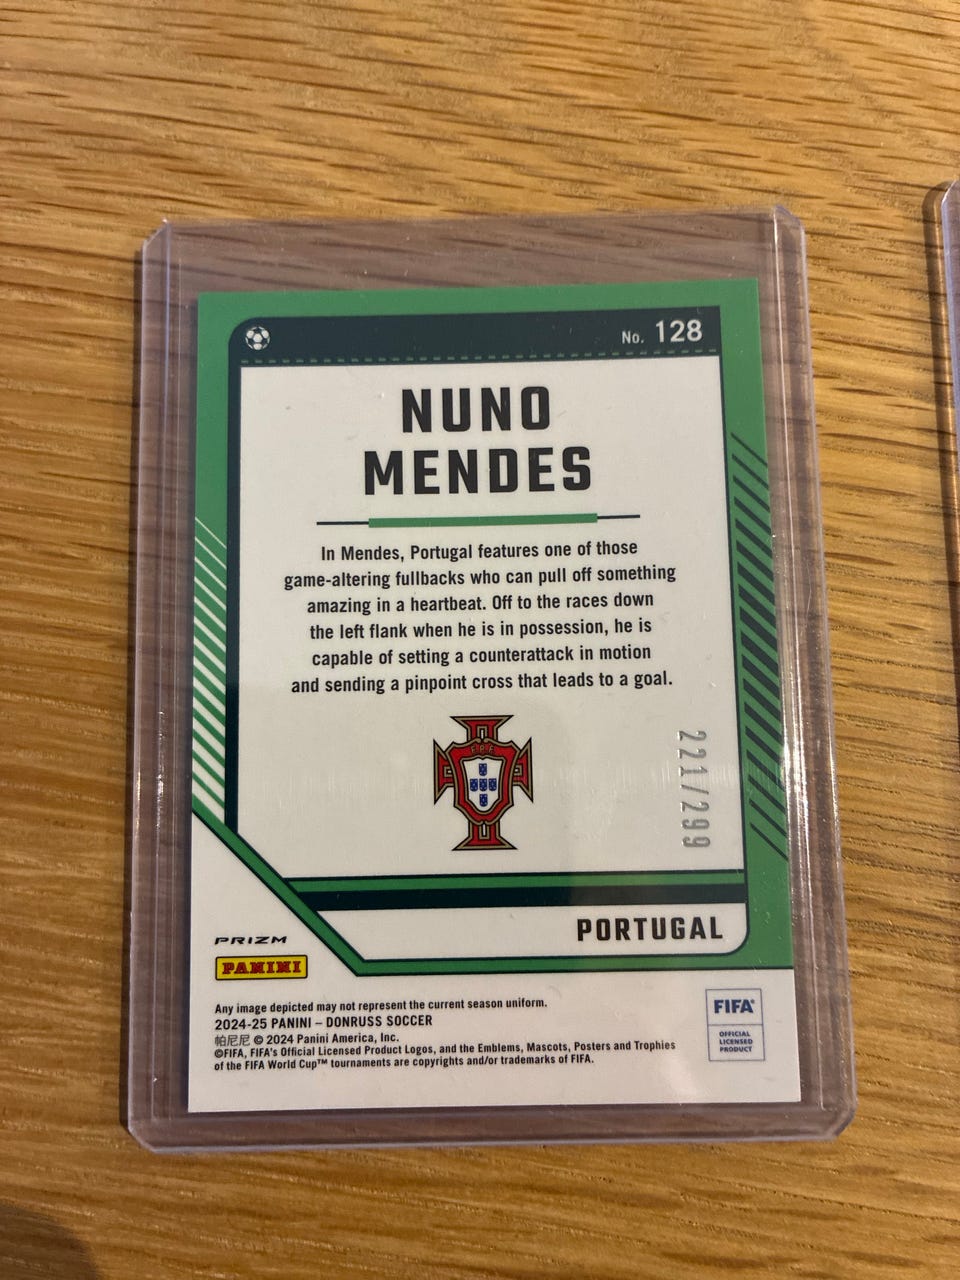 No. 128
NUNO
MENDES
In Mendes, Portugal features one of those
game-altering fullbacks who can pull off something
amazing in a heartbeat. Off to the races down
the left flank when he is in possession, he is
capable of setting a counterattack in motion
and sending a pinpoint cross that leads to a goal.
FPF
221/299
PORTUGAL
PRIZM
PANINI
Any image depicted may not represent the current season uniform.
2024-25 PANINI – DONRUSS SOCCER
帕尼尼 © 2024 Panini America, Inc.
©FIFA, FIFA's Official Licensed Product Logos, and the Emblems, Mascots, Posters and Trophies
of the FIFA World Cup™ tournaments are copyrights and/or trademarks of FIFA.
FIFA®
OFFICIAL
LICENSED
PRODUCT